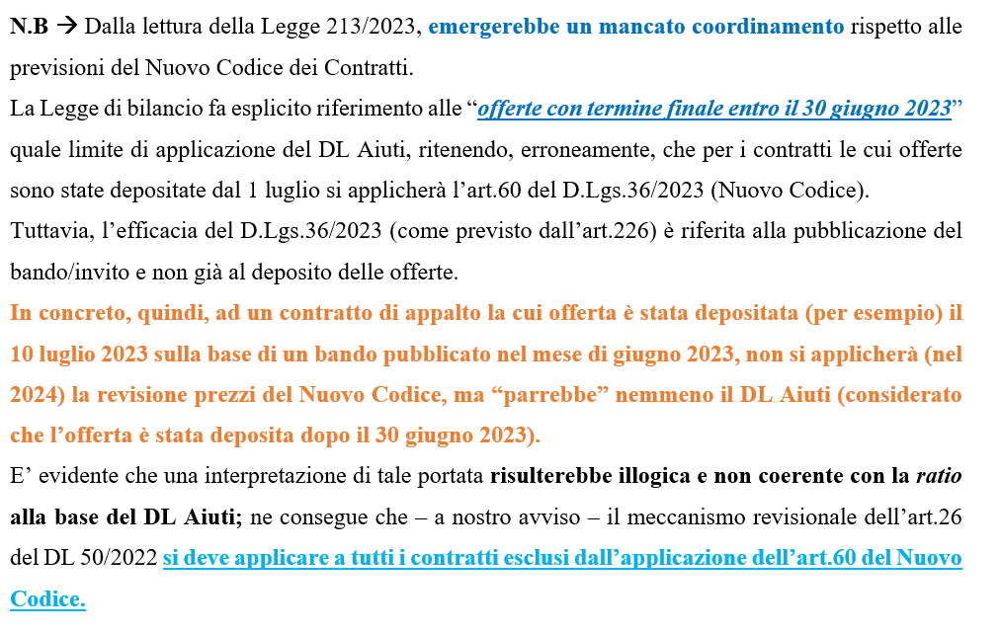 N.B → Dalla lettura della Legge 213/2023, emergerebbe un mancato coordinamento rispetto alle
previsioni del Nuovo Codice dei Contratti.
La Legge di bilancio fa esplicito riferimento alle “offerte con termine finale entro il 30 giugno 2023”
quale limite di applicazione del DL Aiuti, ritenendo, erroneamente, che per i contratti le cui offerte
sono state depositate dal 1 luglio si applicherà l’art.60 del D.Lgs.36/2023 (Nuovo Codice).
Tuttavia, l’efficacia del D.Lgs.36/2023 (come previsto dall’art.226) è riferita alla pubblicazione del
bando/invito e non già al deposito delle offerte.
In concreto, quindi, ad un contratto di appalto la cui offerta è stata depositata (per esempio) il
10 luglio 2023 sulla base di un bando pubblicato nel mese di giugno 2023, non si applicherà (nel
2024) la revisione prezzi del Nuovo Codice, ma “parrebbe” nemmeno il DL Aiuti (considerato
che l’offerta è stata deposita dopo il 30 giugno 2023).
E’ evidente che una interpretazione di tale portata risulterebbe illogica e non coerente con la ratio
alla base del DL Aiuti; ne consegue che – a nostro avviso – il meccanismo revisionale dell’art.26
del DL 50/2022 si deve applicare a tutti i contratti esclusi dall’applicazione dell’art.60 del Nuovo
Codice.